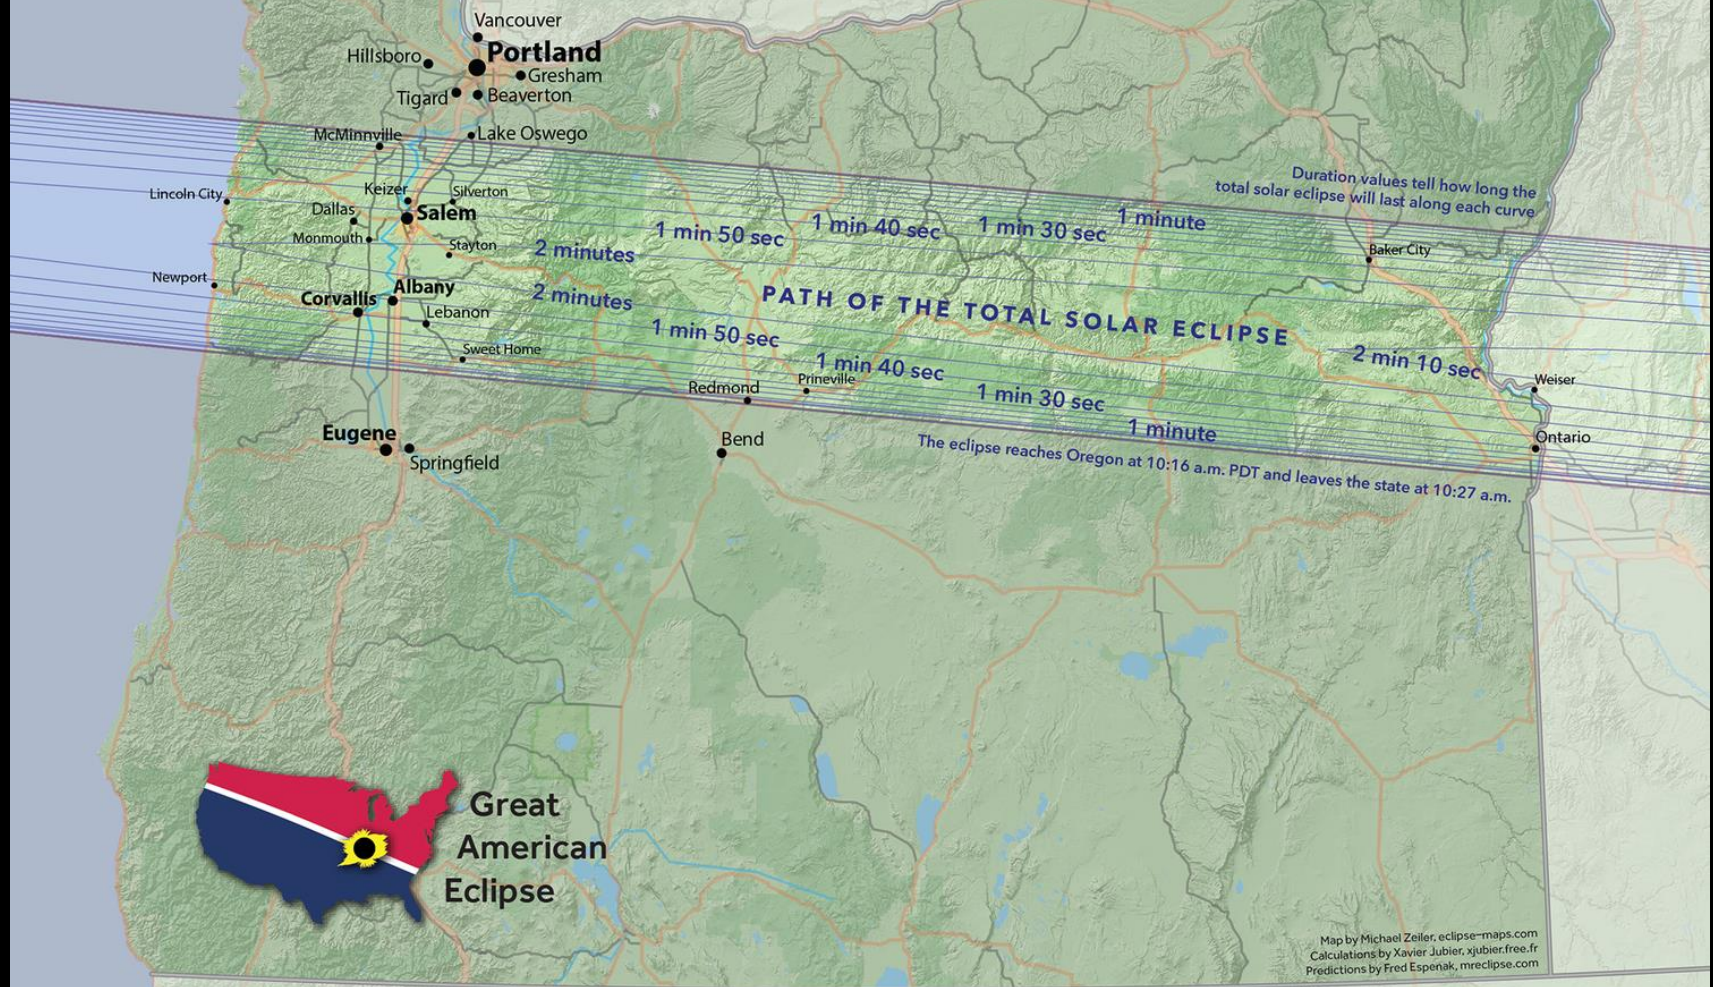 Vancouver
Portland
Hillsboro
Gresham
Tigard
Beaverton
McMinnville
Lake Oswego
Lincoln City
Keizer
Silverton
Dallas
Salem
Monmouth
Stayton
Newport
Albany
Corvallis
Lebanon
Sweet Home
Eugene
Springfield
Redmond
Prineville
Bend
Baker City
Weiser
Ontario
Duration values tell how long the
total solar eclipse will last along each curve
2 minutes
1 min 50 sec
1 min 40 sec
1 min 30 sec
1 minute
PATH OF THE TOTAL SOLAR ECLIPSE
2 min 10 sec
2 minutes
1 min 50 sec
1 min 40 sec
1 min 30 sec
1 minute
The eclipse reaches Oregon at 10:16 a.m. PDT and leaves the state at 10:27 a.m.
Great
American
Eclipse
Map by Michael Zeiler, eclipse-maps.com
Calculations by Xavier Jubier, xjubier.free.fr
Predictions by Fred Espenak, mreclipse.com